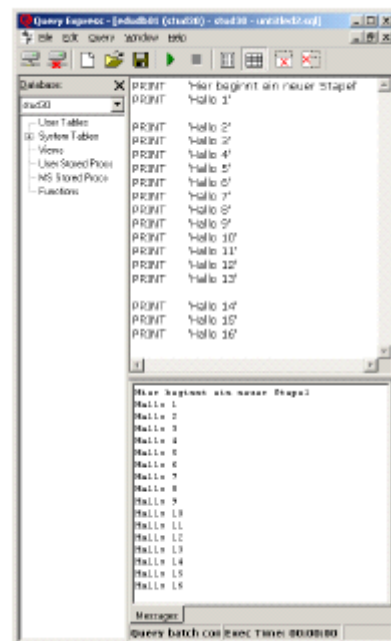 Query Express - [edudb01 (stud30) - stud30 - untitled2.sql]
File Edit Query Window Help
Database:
stud30
User Tables
System Tables
Views
User Stored Procs
MS Stored Procs
Functions
PRINT 'Hier beginnt ein neuer Stapel'
PRINT 'Hallo 1'
PRINT 'Hallo 2'
PRINT 'Hallo 3'
PRINT 'Hallo 4'
PRINT 'Hallo 5'
PRINT 'Hallo 6'
PRINT 'Hallo 7'
PRINT 'Hallo 8'
PRINT 'Hallo 9'
PRINT 'Hallo 10'
PRINT 'Hallo 11'
PRINT 'Hallo 12'
PRINT 'Hallo 13'
PRINT 'Hallo 14'
PRINT 'Hallo 15'
PRINT 'Hallo 16'
Hier beginnt ein neuer Stapel
Hallo 1
Hallo 2
Hallo 3
Hallo 4
Hallo 5
Hallo 6
Hallo 7
Hallo 8
Hallo 9
Hallo 10
Hallo 11
Hallo 12
Hallo 13
Hallo 14
Hallo 15
Hallo 16
Messages
Query batch con Exec Time: 00:00:00